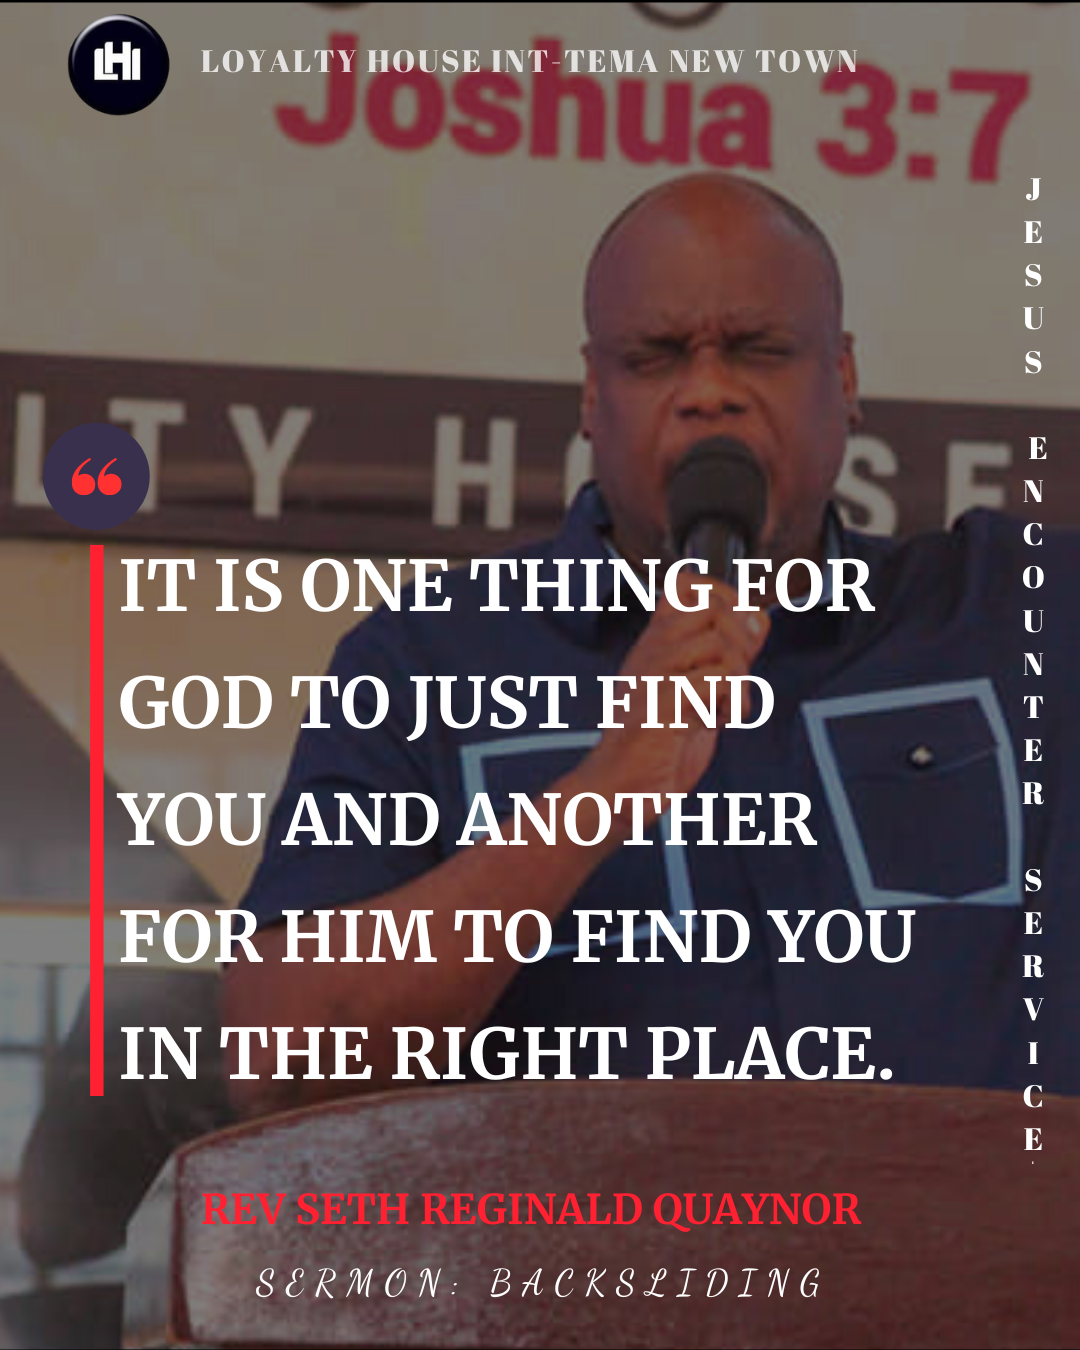 LHI
LOYALTY HOUSE INT-TEMA NEW TOWN
Joshua 3:7
JESUS ENCOUNTER SERVICE
LTY HOUSE
“
IT IS ONE THING FOR
GOD TO JUST FIND
YOU AND ANOTHER
FOR HIM TO FIND YOU
IN THE RIGHT PLACE.
REV SETH REGINALD QUAYNOR
SERMON: BACKSLIDING